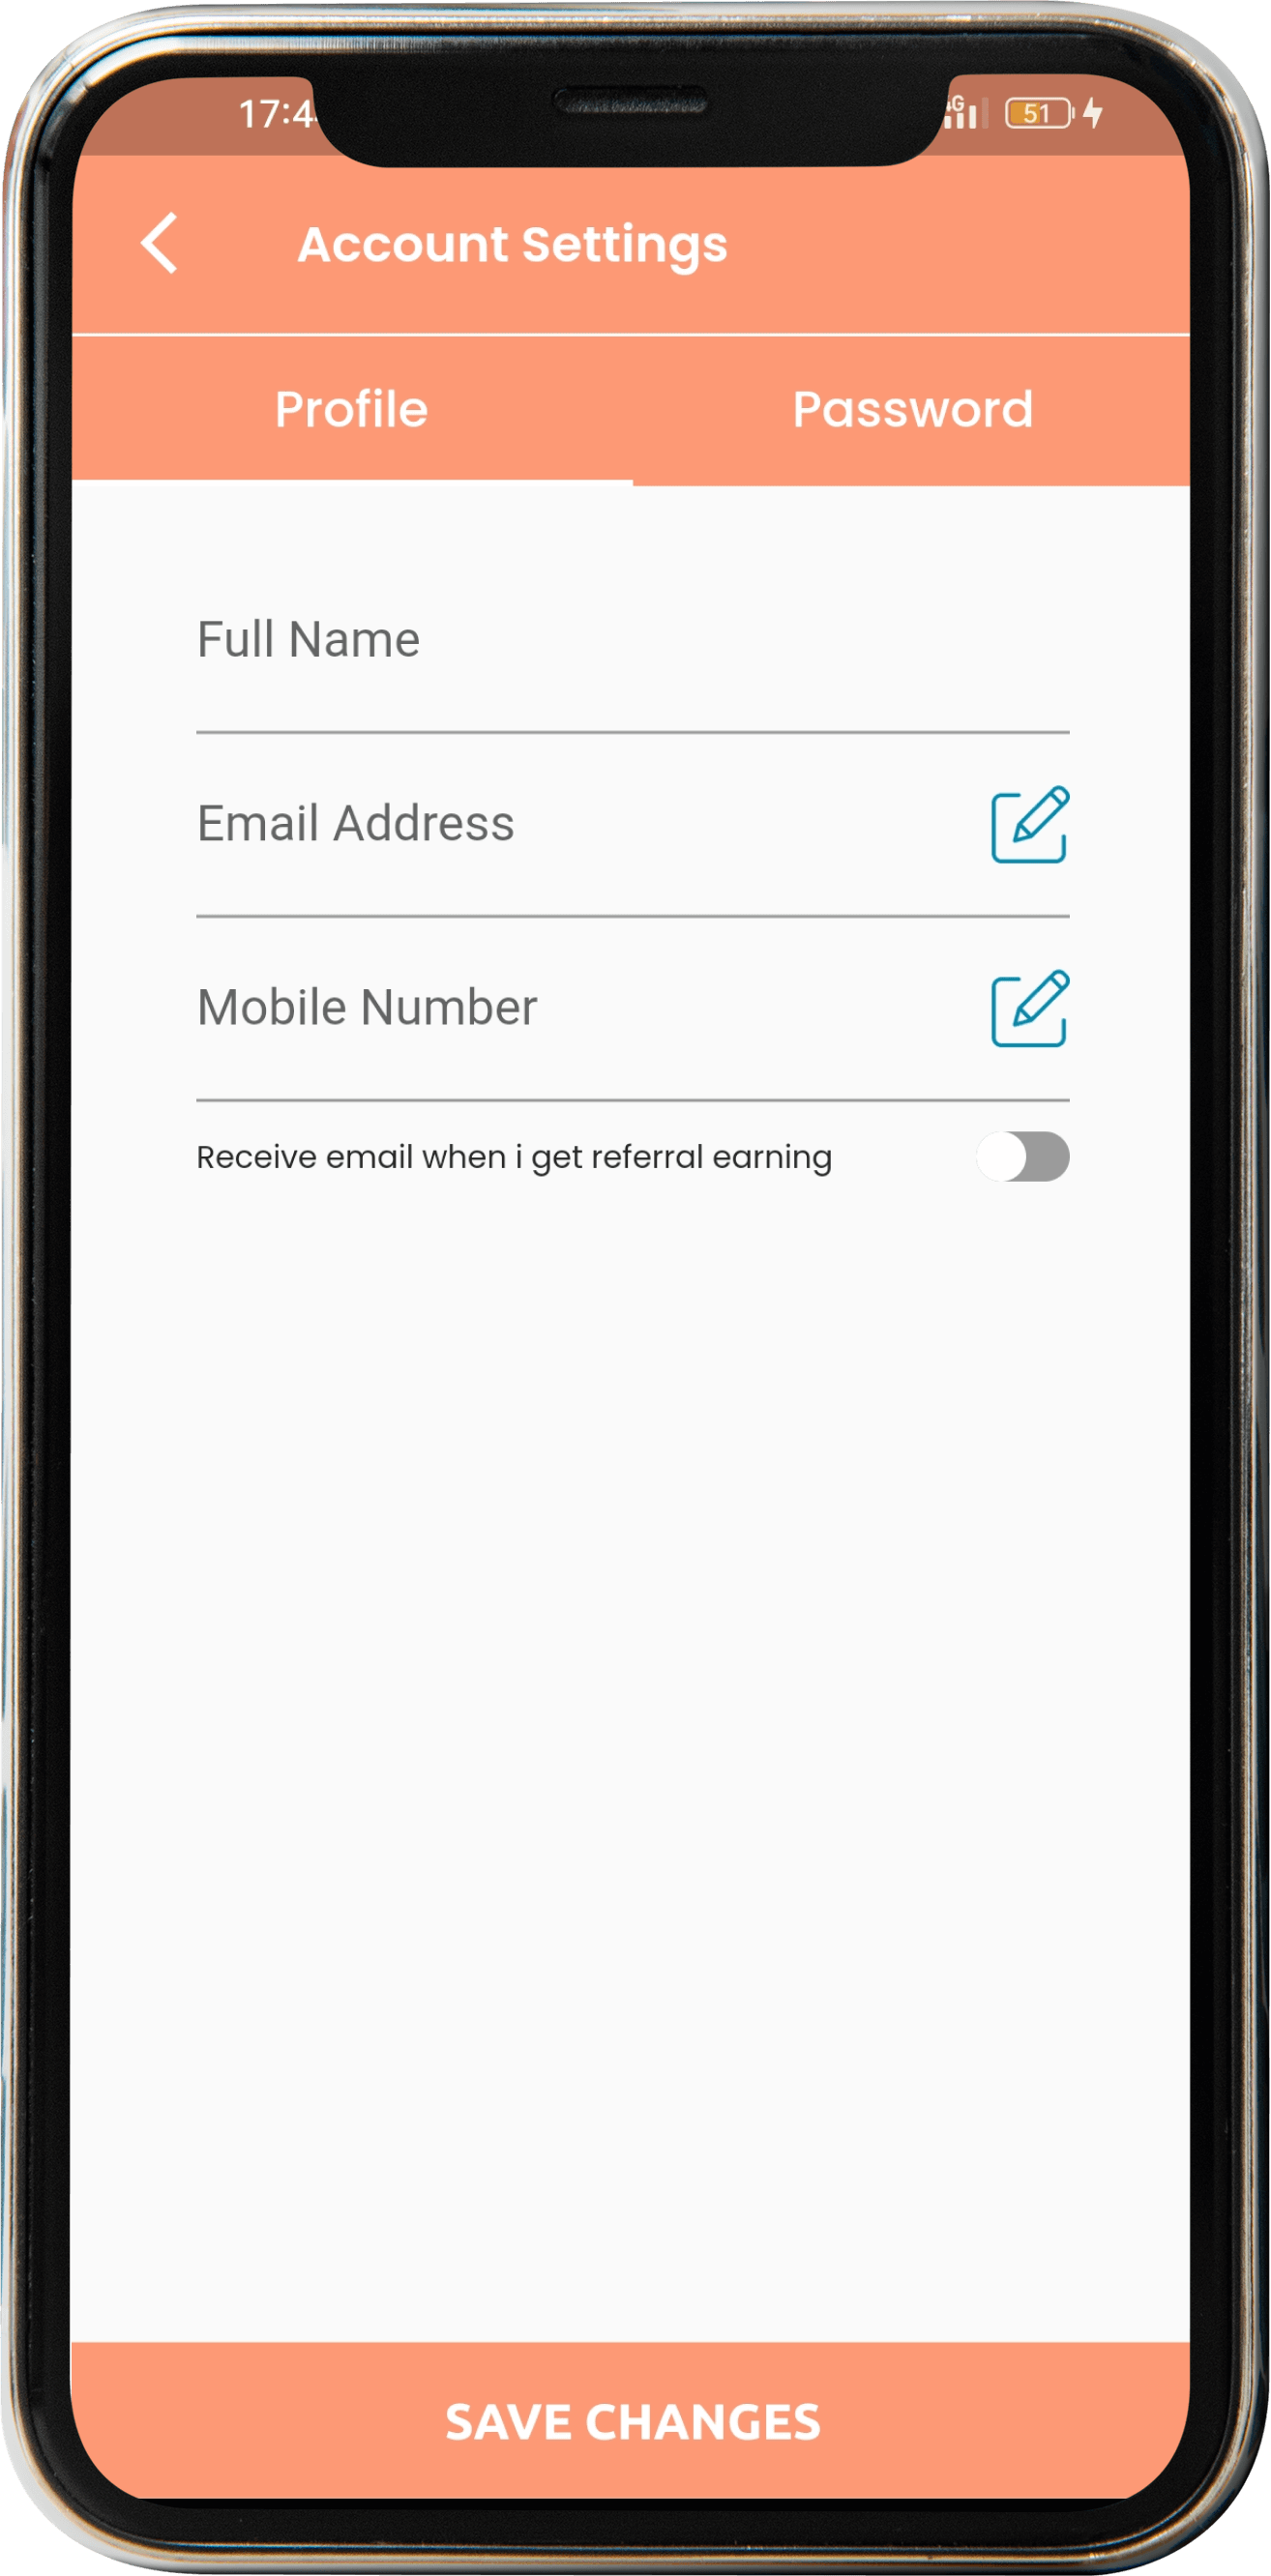 17:4
4G 51
Account Settings
Profile Password
Full Name
Email Address
Mobile Number
Receive email when i get referral earning
SAVE CHANGES